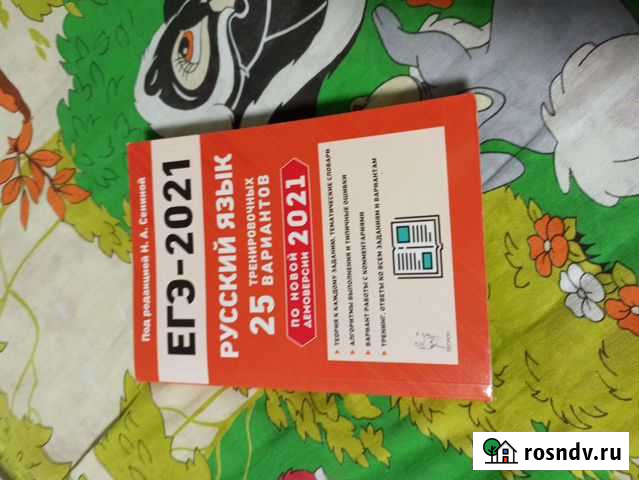 Под редакцией Н. А. Сениной
ЕГЭ-2021
РУССКИЙ ЯЗЫК
25 ТРЕНИРОВОЧНЫХ
ВАРИАНТОВ
ПО НОВОЙ
ДЕМОВЕРСИИ 2021
ТЕОРИЯ К КАЖДОМУ ЗАДАНИЮ, ТЕМАТИЧЕСКИЕ СЛОВАРИ
АЛГОРИТМЫ ВЫПОЛНЕНИЯ И ТИПИЧНЫЕ ОШИБКИ
ВАРИАНТ РАБОТЫ С КОММЕНТАРИЯМИ
ТРЕНИНГ, ОТВЕТЫ КО ВСЕМ ЗАДАНИЯМ И ВАРИАНТАМ
ЛЕГИОН
rosndv.ru